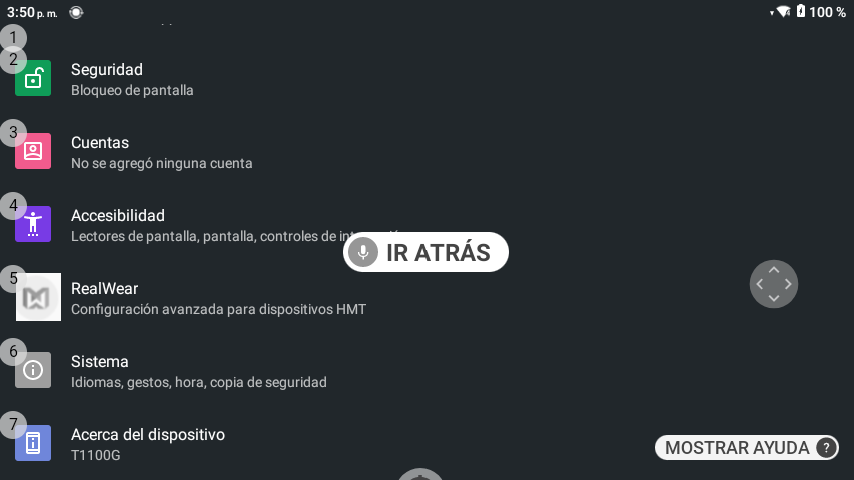 3:50 p. m.
100 %
1
2
Seguridad
Bloqueo de pantalla
3
Cuentas
No se agregó ninguna cuenta
4
Accesibilidad
Lectores de pantalla, pantalla, controles de
IR ATRÁS
5
RealWear
Configuración avanzada para dispositivos HMT
6
Sistema
Idiomas, gestos, hora, copia de seguridad
7
Acerca del dispositivo
T1100G
MOSTRAR AYUDA ?